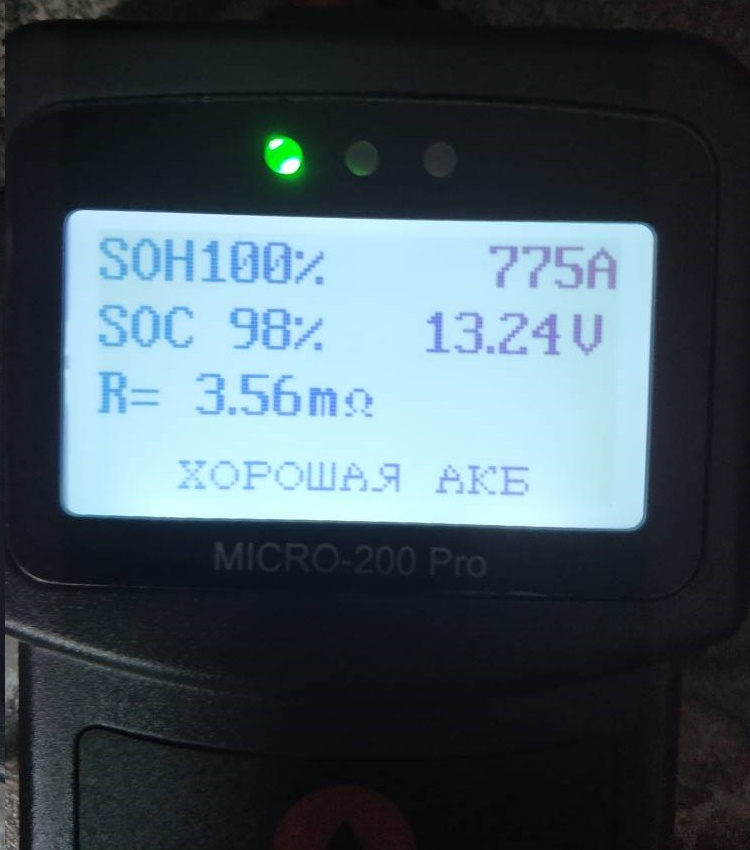 SOH100% 775A
SOC 98% 13.24V
R= 3.56mΩ
ХОРОШАЯ АКБ
MICRO-200 Pro